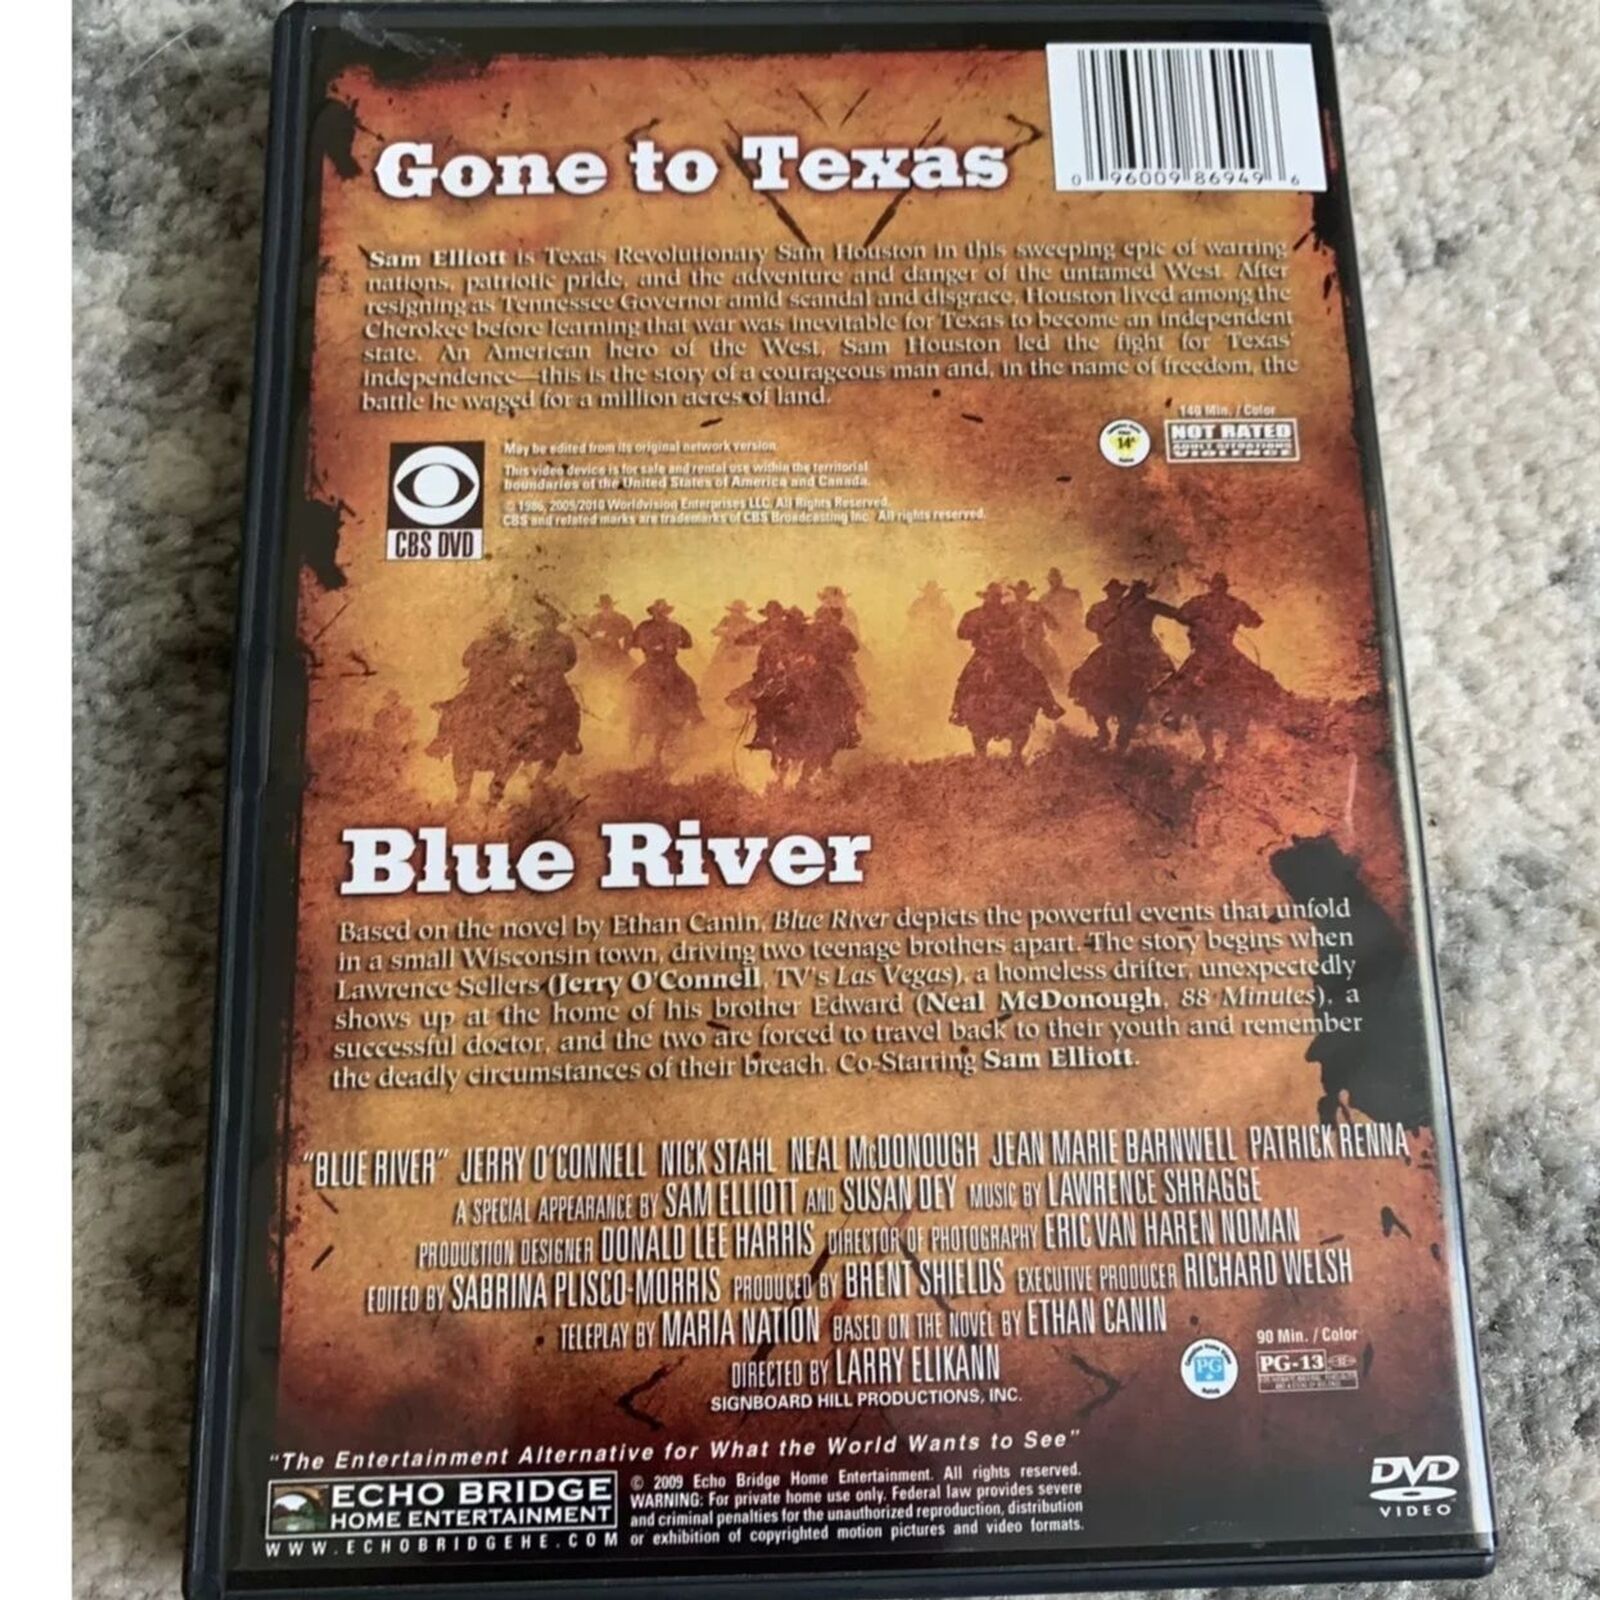 0 96009 86949 6
Gone to Texas
Sam Elliott is Texas Revolutionary Sam Houston in this sweeping epic of warring
nations, patriotic pride, and the adventure and danger of the untamed West. After
resigning as Tennessee Governor amid scandal and disgrace, Houston lived among the
Cherokee before learning that war was inevitable for Texas to become an independent
state. An American hero of the West, Sam Houston led the fight for Texas'
independence—this is the story of a courageous man and, in the name of freedom, the
battle he waged for a million acres of land.
140 Min. / Color
14A
NOT RATED
ADULT SITUATIONS
VIOLENCE
CBS DVD
May be edited from its original network version.
This video device is for sale and rental use within the territorial
boundaries of the United States of America and Canada.
© 1986, 2009/2010 Worldvision Enterprises LLC. All Rights Reserved.
CBS and related marks are trademarks of CBS Broadcasting Inc. All rights reserved.
Blue River
Based on the novel by Ethan Canin, Blue River depicts the powerful events that unfold
in a small Wisconsin town, driving two teenage brothers apart. The story begins when
Lawrence Sellers (Jerry O'Connell, TV's Las Vegas), a homeless drifter, unexpectedly
shows up at the home of his brother Edward (Neal McDonough, 88 Minutes), a
successful doctor, and the two are forced to travel back to their youth and remember
the deadly circumstances of their breach. Co-Starring Sam Elliott.
"BLUE RIVER" JERRY O'CONNELL NICK STAHL NEAL McDONOUGH JEAN MARIE BARNWELL PATRICK RENNA
A SPECIAL APPEARANCE BY SAM ELLIOTT AND SUSAN DEY MUSIC BY LAWRENCE SHRAGGE
PRODUCTION DESIGNER DONALD LEE HARRIS DIRECTOR OF PHOTOGRAPHY ERIC VAN HAREN NOMAN
EDITED BY SABRINA PLISCO-MORRIS PRODUCED BY BRENT SHIELDS EXECUTIVE PRODUCER RICHARD WELSH
TELEPLAY BY MARIA NATION BASED ON THE NOVEL BY ETHAN CANIN
DIRECTED BY LARRY ELIKANN
SIGNBOARD HILL PRODUCTIONS, INC.
PG
90 Min. / Color
PG-13
"The Entertainment Alternative for What the World Wants to See"
ECHO BRIDGE
HOME ENTERTAINMENT
WWW.ECHOBRIDGEHE.COM
© 2009 Echo Bridge Home Entertainment. All rights reserved.
WARNING: For private home use only. Federal law provides severe
and criminal penalties for the unauthorized reproduction, distribution
or exhibition of copyrighted motion pictures and video formats.
DVD
VIDEO